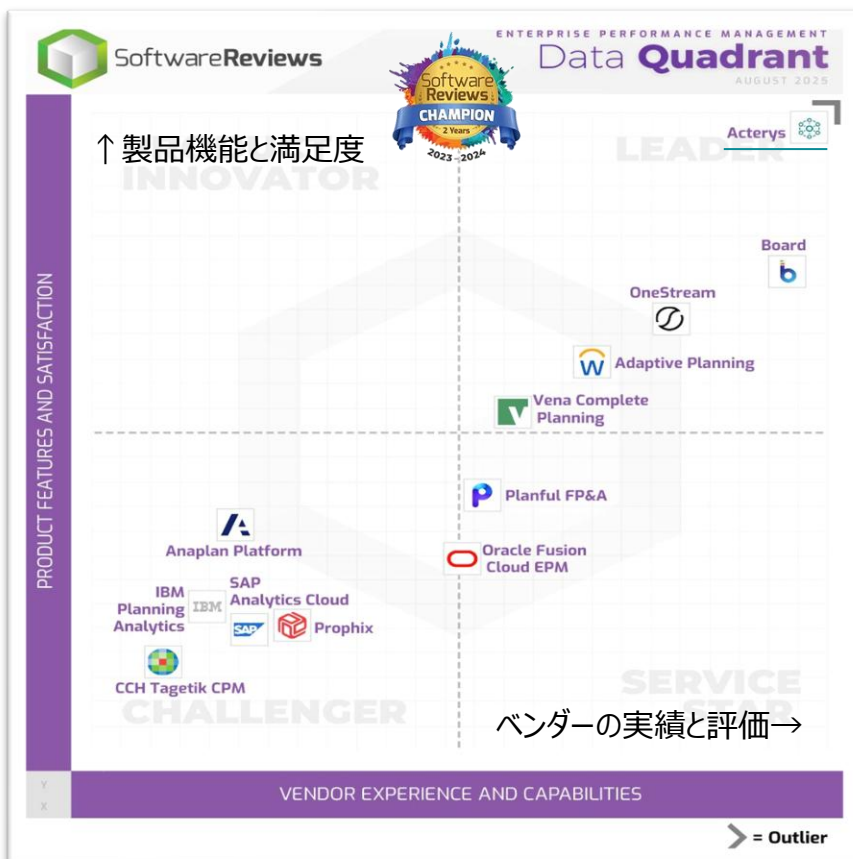 SoftwareReviews
ENTERPRISE PERFORMANCE MANAGEMENT
Data Quadrant
AUGUST 2025
Software
Reviews
CHAMPION
2 Years
2023 - 2024
↑製品機能と満足度
INNOVATOR
LEADER
Acterys
Board
OneStream
Adaptive Planning
Vena Complete
Planning
PRODUCT FEATURES AND SATISFACTION
Planful FP&A
Anaplan Platform
Oracle Fusion
Cloud EPM
IBM
Planning
Analytics
IBM
SAP
Analytics Cloud
SAP
Prophix
CCH Tagetik CPM
CHALLENGER
SERVICE
STAR
ベンダーの実績と評価→
Y
X
VENDOR EXPERIENCE AND CAPABILITIES
= Outlier